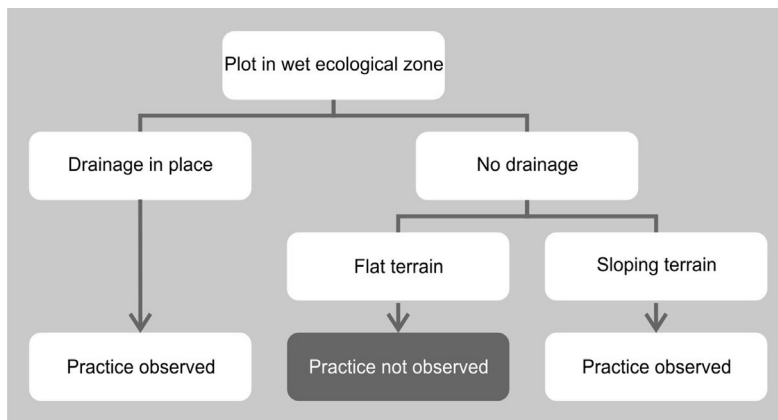 Plot in wet ecological zone
Drainage in place
No drainage
Flat terrain
Sloping terrain
Practice observed
Practice not observed
Practice observed